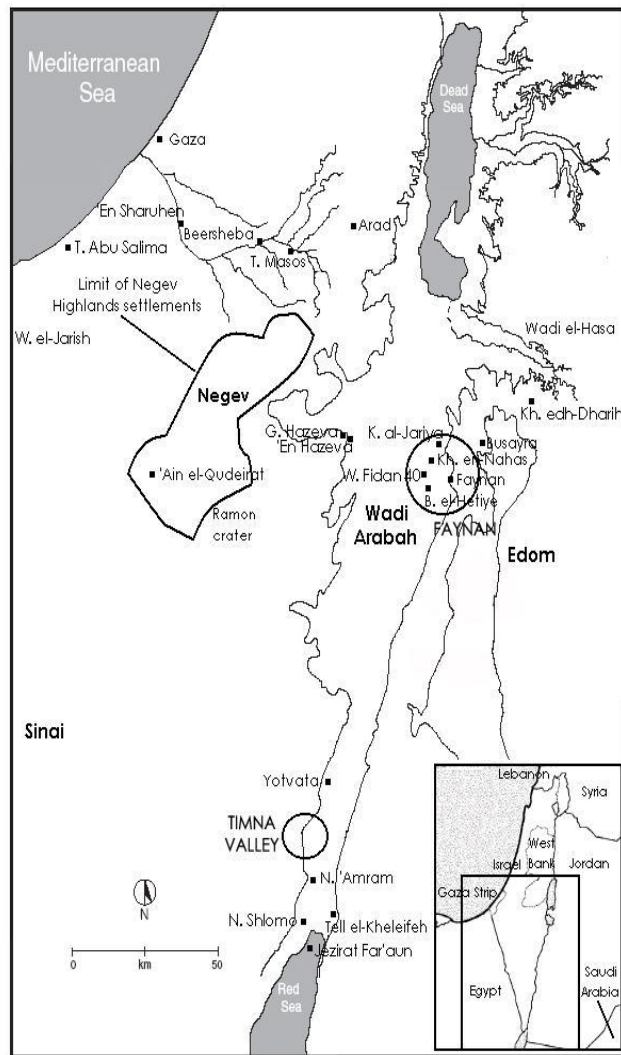 Mediterranean
Sea
Dead
Sea
Gaza
'En Sharuhen
Beersheba
Arad
T. Abu Salima
T. Masos
Limit of Negev
Highlands settlements
W. el-Jarish
Wadi el-Hasa
Negev
Kh. edh-Dharih
G. Hazeva
'En Hazeva
K. al-Jariya
Busayra
Kh. en-Nahas
'Ain el-Qudeirat
W. Fidan 40
Faynan
B. el-Hetiye
Ramon
crater
Wadi
Arabah
FAYNAN
Edom
Sinai
Yotvata
TIMNA
VALLEY
N. 'Amram
N. Shlomo
Tell el-Kheleifeh
Jezirat Far'aun
Red
Sea
N
0
km
50
Lebanon
Syria
West
Bank
Israel
Jordan
Gaza Strip
Egypt
Saudi
Arabia